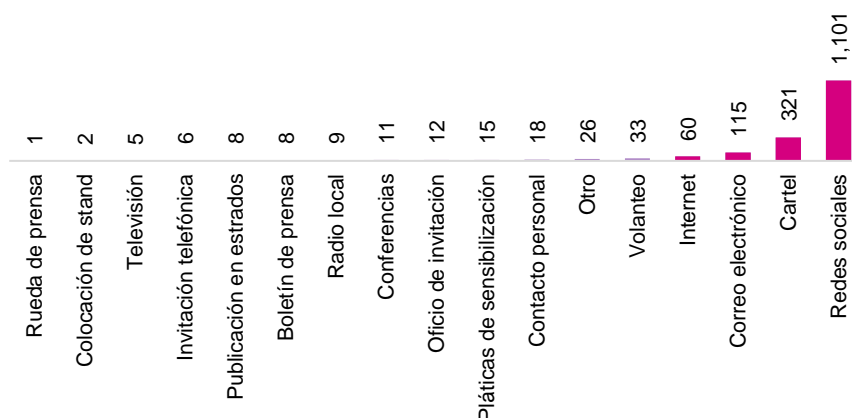 1
2
5
6
8
8
9
11
12
15
18
26
33
60
115
321
1,101
Rueda de prensa
Colocación de stand
Televisión
Invitación telefónica
Publicación en estrados
Boletín de prensa
Radio local
Conferencias
Oficio de invitación
Pláticas de sensibilización
Contacto personal
Otro
Volanteo
Internet
Correo electrónico
Cartel
Redes sociales